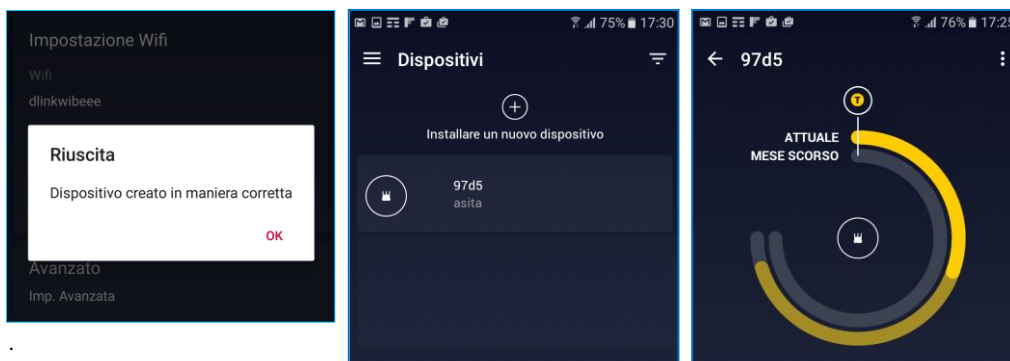 Impostazione Wifi
Wifi
dlinkwibeee
Riuscita
Dispositivo creato in maniera corretta
OK
Avanzato
Imp. Avanzata
.
75% 17:30
Dispositivi
Installare un nuovo dispositivo
97d5
asita
76% 17:25
97d5
T
ATTUALE
MESE SCORSO